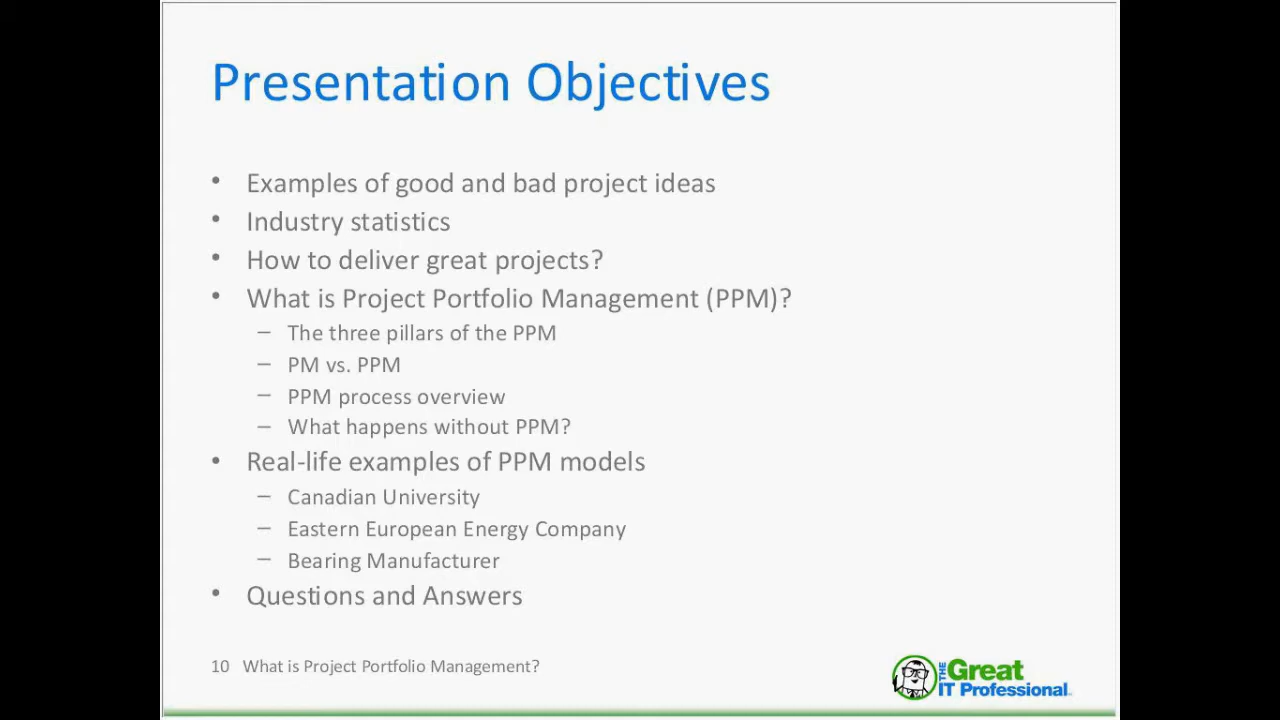 Presentation Objectives
• Examples of good and bad project ideas
• Industry statistics
• How to deliver great projects?
• What is Project Portfolio Management (PPM)?
– The three pillars of the PPM
– PM vs. PPM
– PPM process overview
– What happens without PPM?
• Real-life examples of PPM models
– Canadian University
– Eastern European Energy Company
– Bearing Manufacturer
• Questions and Answers
10 What is Project Portfolio Management?
THE Great
IT Professional